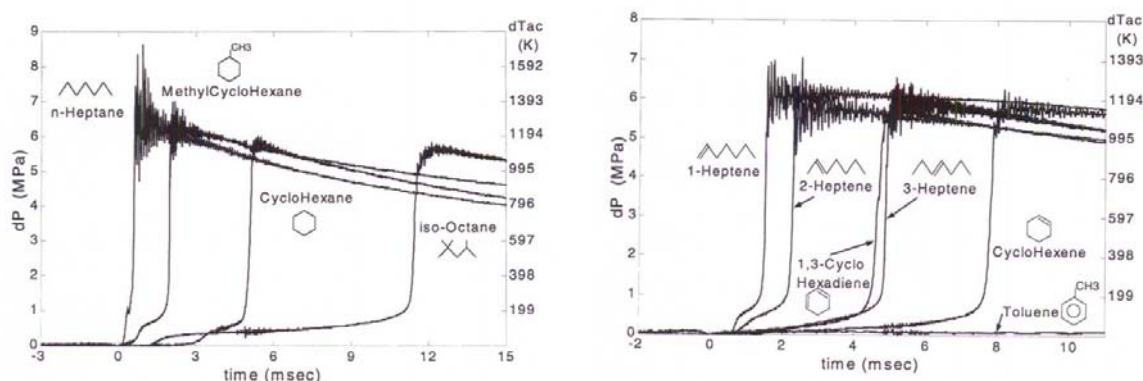 dTac
(K)
9
8
7
6
5
4
3
2
1
0
dP (MPa)
1592
1393
1194
995
796
597
398
199
CH3
MethylCycloHexane
n-Heptane
CycloHexane
iso-Octane
-3
0
3
6
9
12
15
time (msec)
dTac
(K)
8
7
6
5
4
3
2
1
0
dP (MPa)
1393
1194
995
796
597
398
199
1-Heptene
2-Heptene
3-Heptene
1,3-Cyclo
Hexadiene
CycloHexene
CH3
Toluene
-2
0
2
4
6
8
10
time (msec)